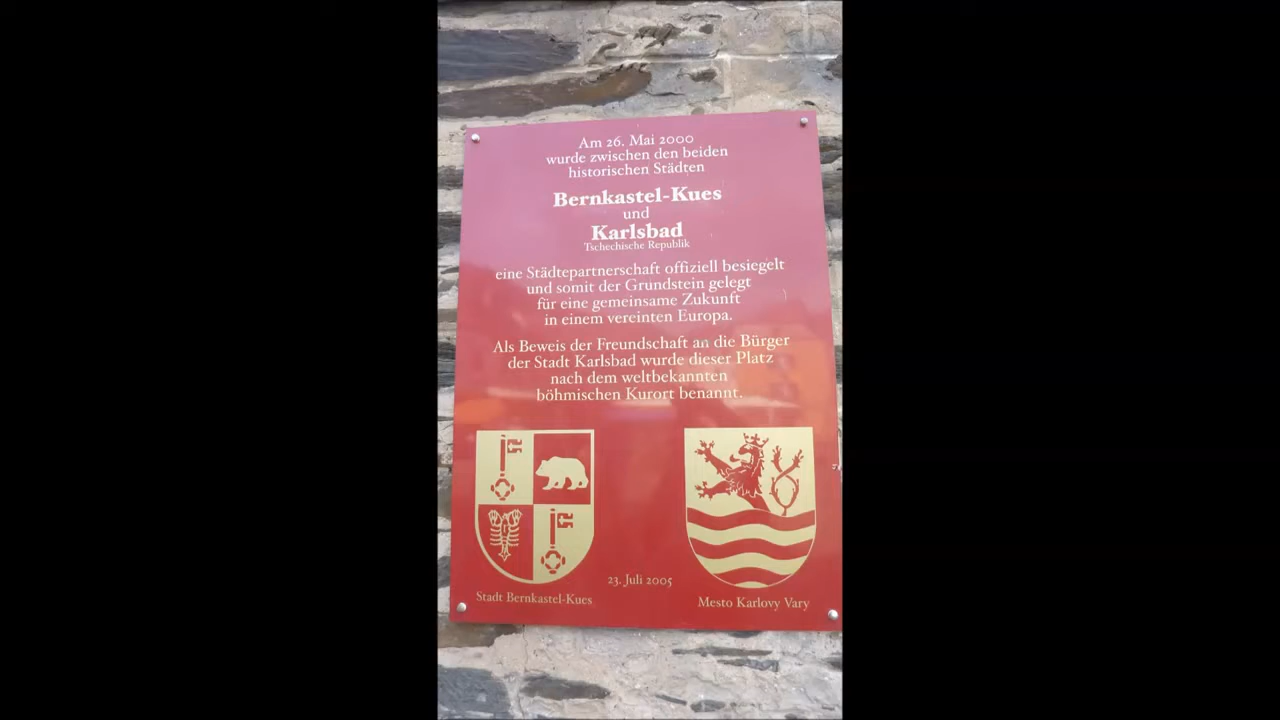 Am 26. Mai 2000
wurde zwischen den beiden
historischen Städten
Bernkastel-Kues
und
Karlsbad
Tschechische Republik
eine Städtepartnerschaft offiziell besiegelt
und somit der Grundstein gelegt
für eine gemeinsame Zukunft
in einem vereinten Europa.
Als Beweis der Freundschaft an die Bürger
der Stadt Karlsbad wurde dieser Platz
nach dem weltbekannten
böhmischen Kurort benannt.
23. Juli 2005
Stadt Bernkastel-Kues
Mesto Karlovy Vary